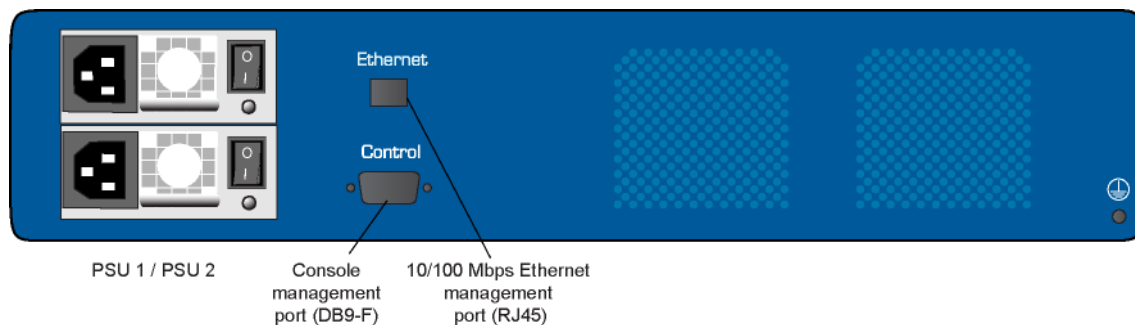 Ethernet
Control
O
I
O
I
PSU 1 / PSU 2
Console
management
port (DB9-F)
10/100 Mbps Ethernet
management
port (RJ45)